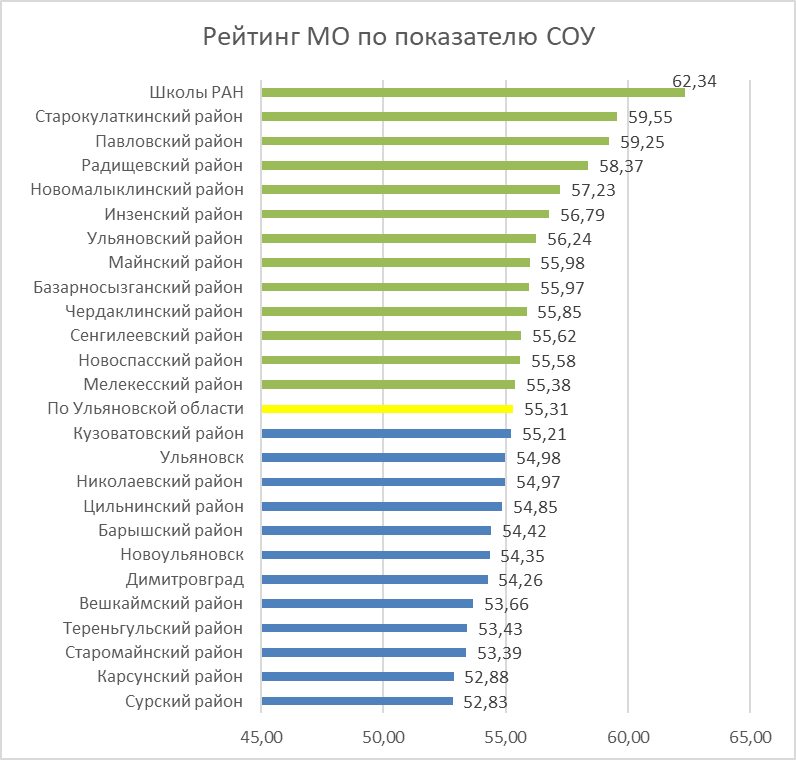 Рейтинг МО по показателю СОУ
Школы РАН 62,34
Старокулаткинский район 59,55
Павловский район 59,25
Радищевский район 58,37
Новомалыклинский район 57,23
Инзенский район 56,79
Ульяновский район 56,24
Майнский район 55,98
Базарносызганский район 55,97
Чердаклинский район 55,85
Сенгилеевский район 55,62
Новоспасский район 55,58
Мелекесский район 55,38
По Ульяновской области 55,31
Кузоватовский район 55,21
Ульяновск 54,98
Николаевский район 54,97
Цильнинский район 54,85
Барышский район 54,42
Новоульяновск 54,35
Димитровград 54,26
Вешкаймский район 53,66
Тереньгульский район 53,43
Старомайнский район 53,39
Карсунский район 52,88
Сурский район 52,83
45,00 50,00 55,00 60,00 65,00